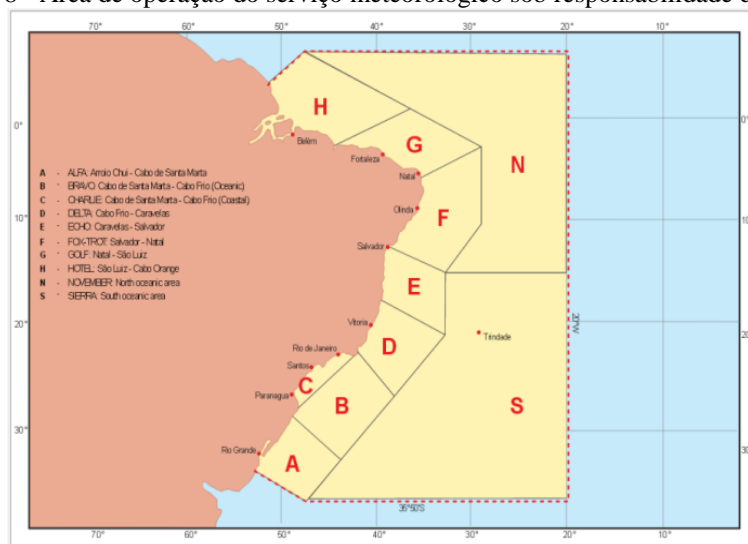 Área de operação do serviço meteorológico sob responsabilidade
70° 60° 50° 40° 30° 20° 10°
H
0°
Belém
G
Fortaleza
N
Natal
A - ALFA: Arroio Chui - Cabo de Santa Marta
B - BRAVO: Cabo de Santa Marta - Cabo Frio (Oceanic)
C - CHARLIE: Cabo de Santa Marta - Cabo Frio (Coastal)
D - DELTA: Cabo Frio - Caravelas
E - ECHO: Caravelas - Salvador
F - FOX-TROT: Salvador - Natal
G - GOLF: Natal - São Luiz
H - HOTEL: São Luiz - Cabo Orange
N - NOVEMBER: North oceanic area
S - SIERRA: South oceanic area
Olinda
F
10°
Salvador
E
20°W
Vitoria
20°
Trindade
D
Rio de Janeiro
Santos
C
Paranagua
B
S
30°
Rio Grande
A
35°50'S
70° 60° 50° 40° 30° 20° 10°